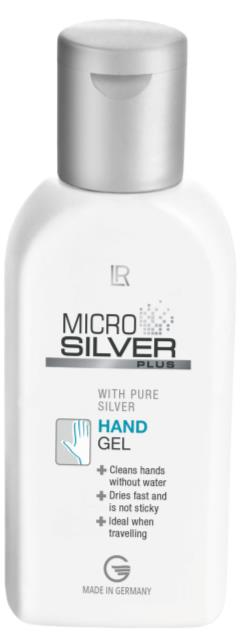 LR
MICRO
SILVER
PLUS
WITH PURE
SILVER
HAND
GEL
+ Cleans hands
without water
+ Dries fast and
is not sticky
+ Ideal when
travelling
G
MADE IN GERMANY